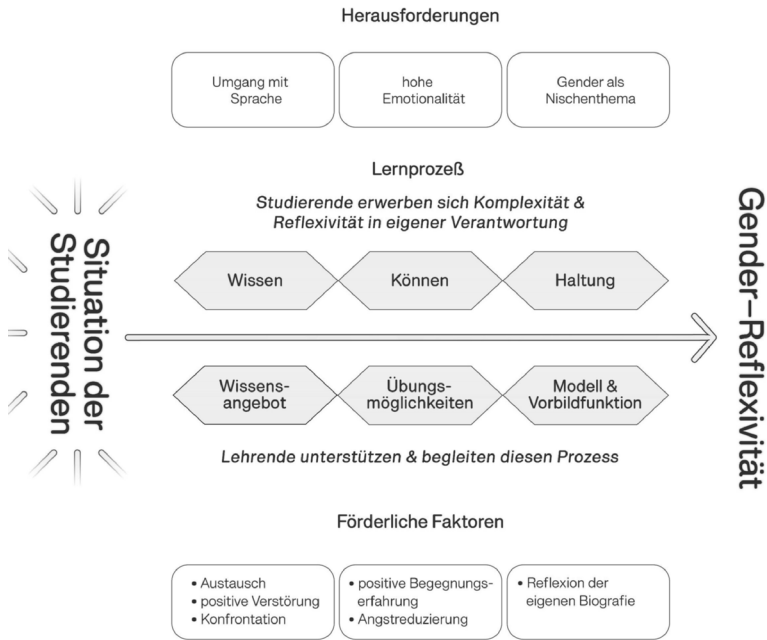 Herausforderungen
Umgang mit
Sprache
hohe
Emotionalität
Gender als
Nischenthema
Lernprozeß
Studierende erwerben sich Komplexität &
Reflexivität in eigener Verantwortung
Situation der
Studierenden
Wissen
Können
Haltung
Wissens-
angebot
Übungs-
möglichkeiten
Modell &
Vorbildfunktion
Lehrende unterstützen & begleiten diesen Prozess
Gender–Reflexivität
Förderliche Faktoren
• Austausch
• positive Verstörung
• Konfrontation
• positive Begegnungs-
erfahrung
• Angstreduzierung
• Reflexion der
eigenen Biografie